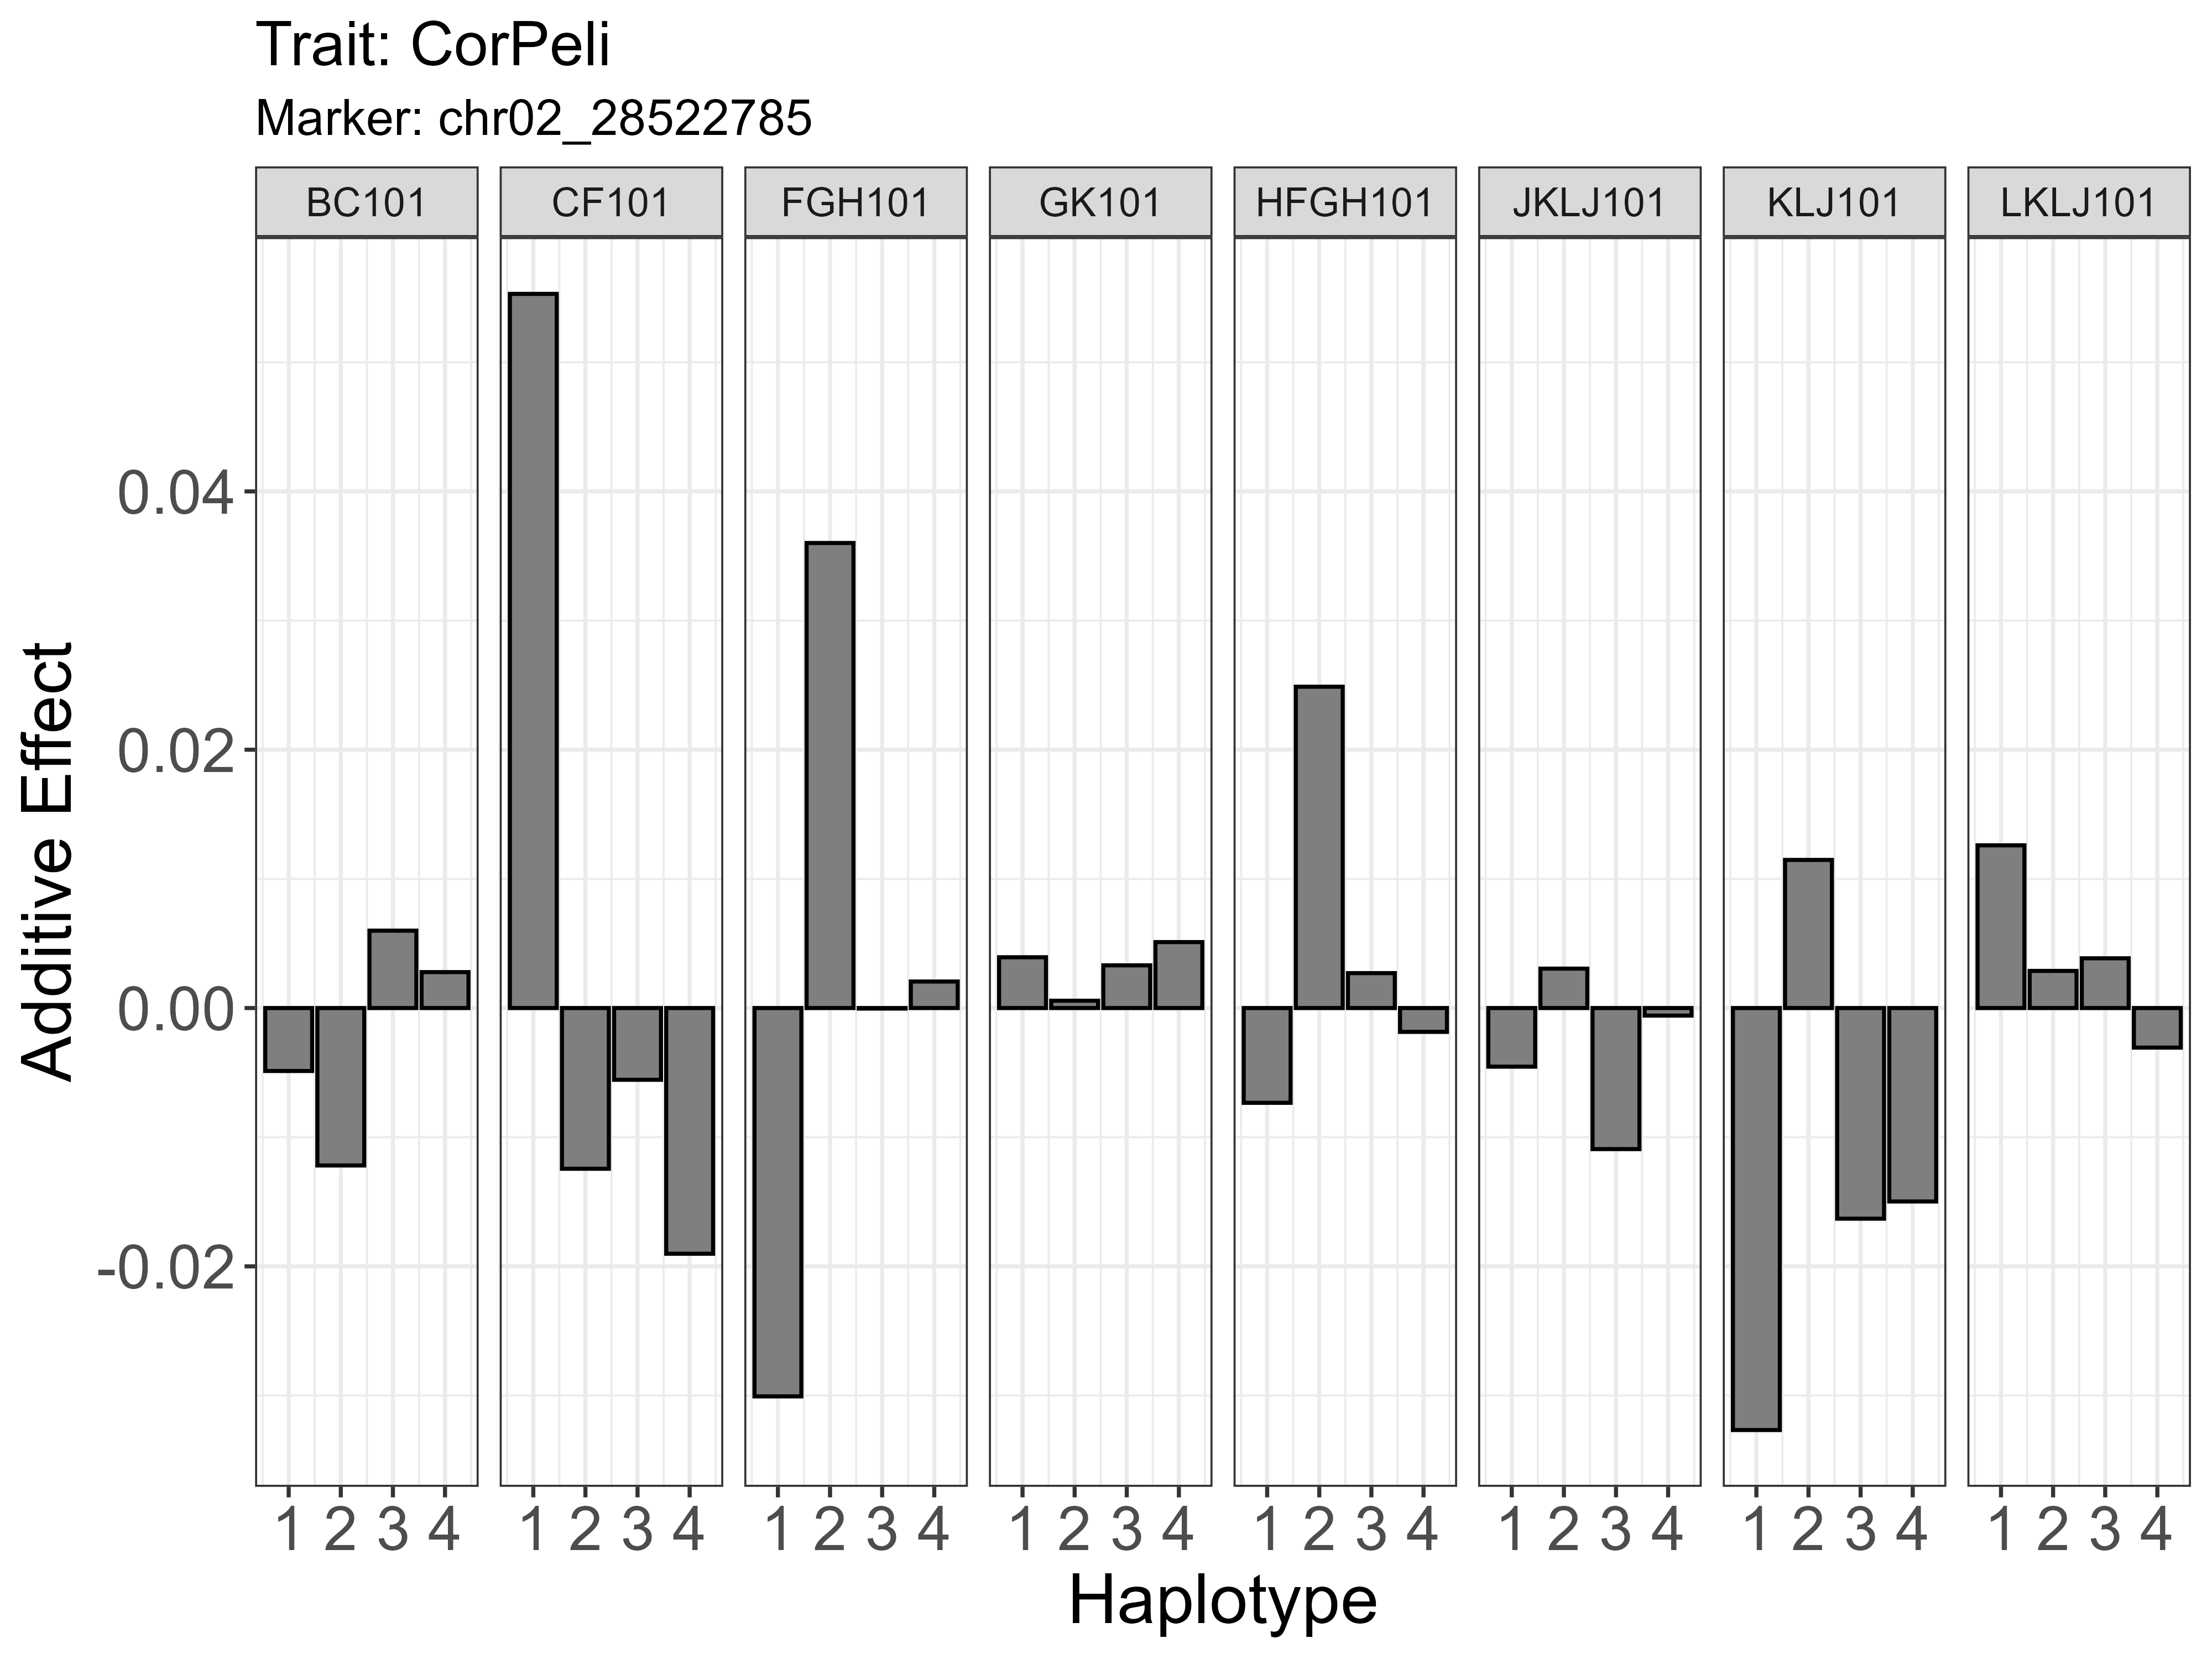 Trait: CorPeli
Marker: chr02_28522785
BC101 CF101 FGH101 GK101 HFGH101 JKLJ101 KLJ101 LKLJ101
Additive Effect
0.04
0.02
0.00
-0.02
1 2 3 4 1 2 3 4 1 2 3 4 1 2 3 4 1 2 3 4 1 2 3 4 1 2 3 4 1 2 3 4
Haplotype